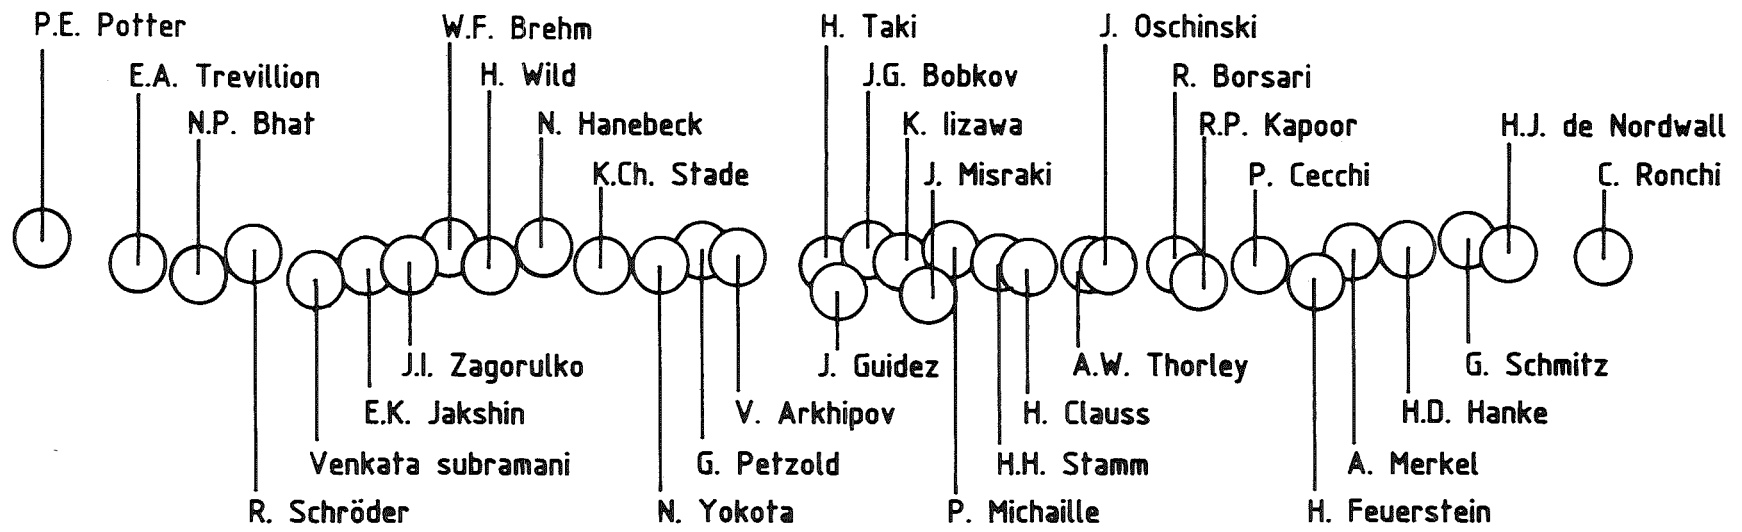 P.E. Potter
W.F. Brehm
H. Taki
J. Oschinski
E.A. Trevillion
H. Wild
J.G. Bobkov
R. Borsari
N.P. Bhat
N. Hanebeck
K. Iizawa
R.P. Kapoor
H.J. de Nordwall
K.Ch. Stade
J. Misraki
P. Cecchi
C. Ronchi
J.I. Zagorulko
J. Guidez
A.W. Thorley
G. Schmitz
E.K. Jakshin
V. Arkhipov
H. Clauss
H.D. Hanke
Venkata subramani
G. Petzold
H.H. Stamm
A. Merkel
R. Schröder
N. Yokota
P. Michaille
H. Feuerstein